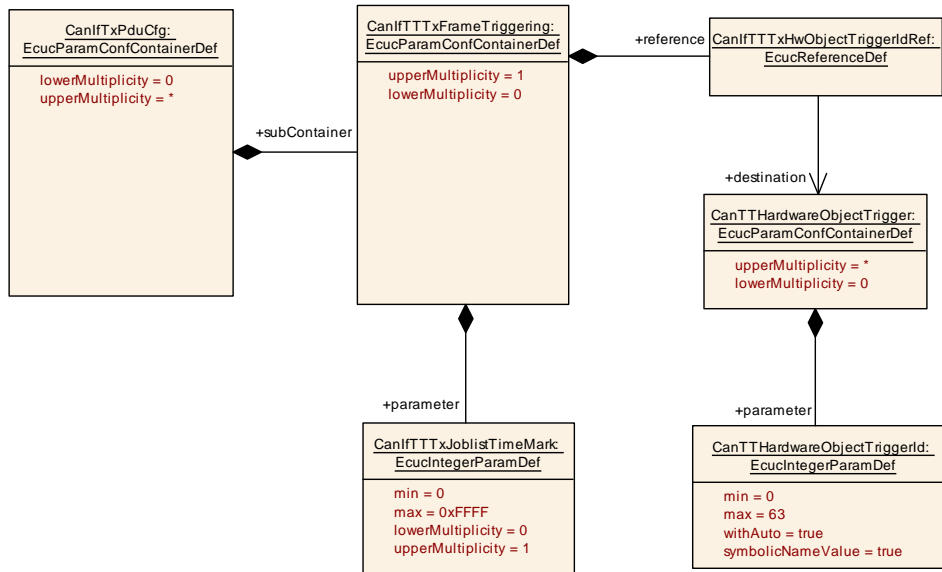 CanIfTxPduCfg:
EcucParamConfContainerDef
lowerMultiplicity = 0
upperMultiplicity = *
+subContainer
CanIfTTTxFrameTriggering:
EcucParamConfContainerDef
upperMultiplicity = 1
lowerMultiplicity = 0
+reference
CanIfTTTxHwObjectTriggerIdRef:
EcucReferenceDef
+destination
CanTTHardwareObjectTrigger:
EcucParamConfContainerDef
upperMultiplicity = *
lowerMultiplicity = 0
+parameter
CanIfTTTxJoblistTimeMark:
EcucIntegerParamDef
min = 0
max = 0xFFFF
lowerMultiplicity = 0
upperMultiplicity = 1
+parameter
CanTTHardwareObjectTriggerId:
EcucIntegerParamDef
min = 0
max = 63
withAuto = true
symbolicNameValue = true